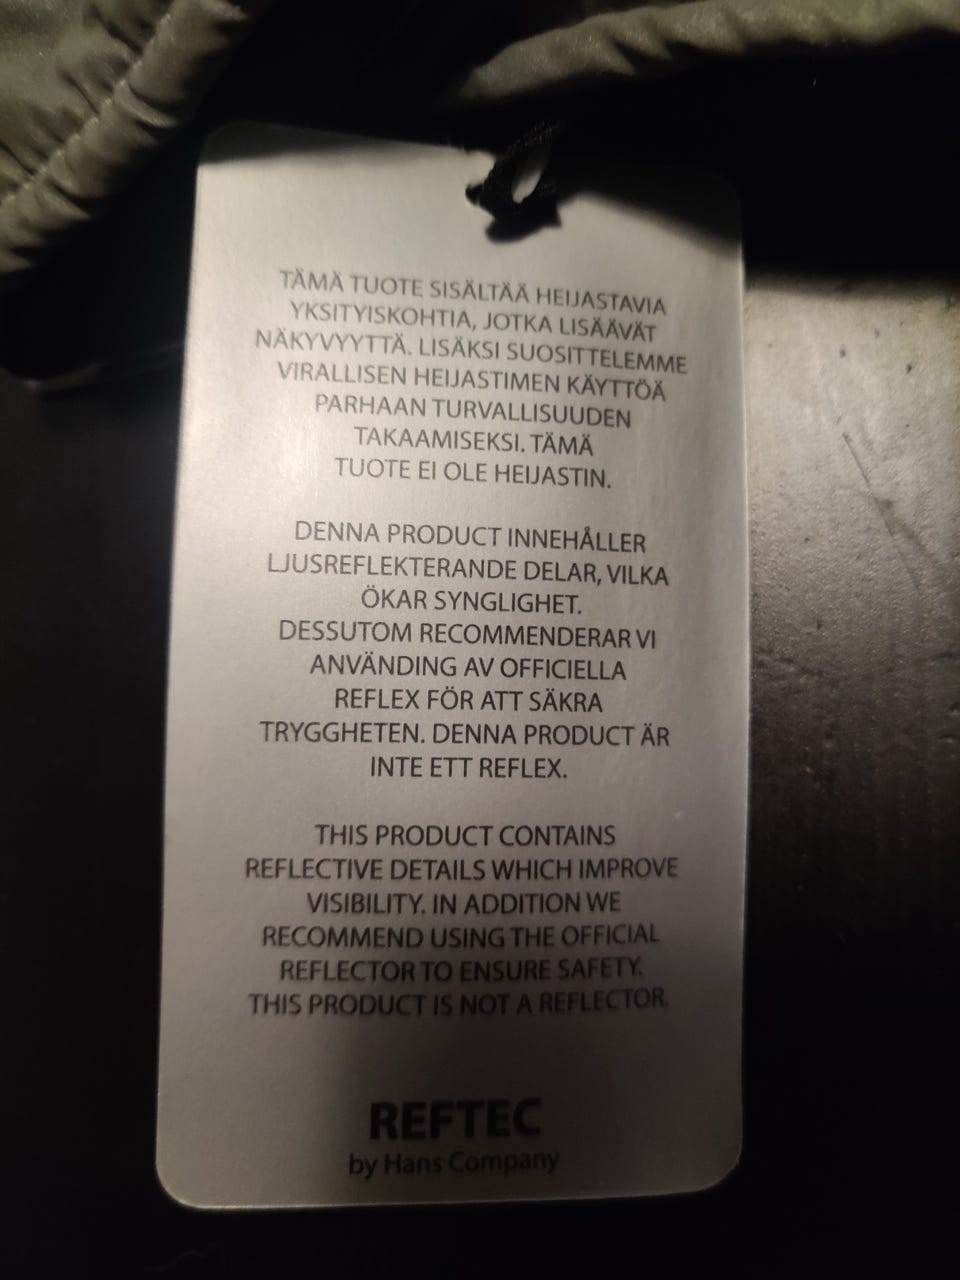 TÄMÄ TUOTE SISÄLTÄÄ HEIJASTAVIA
YKSITYISKOHTIA, JOTKA LISÄÄVÄT
NÄKYVYYTTÄ. LISÄKSI SUOSITTELEMME
VIRALLISEN HEIJASTIMEN KÄYTTÖÄ
PARHAAN TURVALLISUUDEN
TAKAAMISEKSI. TÄMÄ
TUOTE EI OLE HEIJASTIN.
DENNA PRODUCT INNEHÅLLER
LJUSREFLEKTERANDE DELAR, VILKA
ÖKAR SYNGLIGHET.
DESSUTOM RECOMMENDERAR VI
ANVÄNDING AV OFFICIELLA
REFLEX FÖR ATT SÄKRA
TRYGGHETEN. DENNA PRODUCT ÄR
INTE ETT REFLEX.
THIS PRODUCT CONTAINS
REFLECTIVE DETAILS WHICH IMPROVE
VISIBILITY. IN ADDITION WE
RECOMMEND USING THE OFFICIAL
REFLECTOR TO ENSURE SAFETY.
THIS PRODUCT IS NOT A REFLECTOR.
REFTEC
by Hans Company